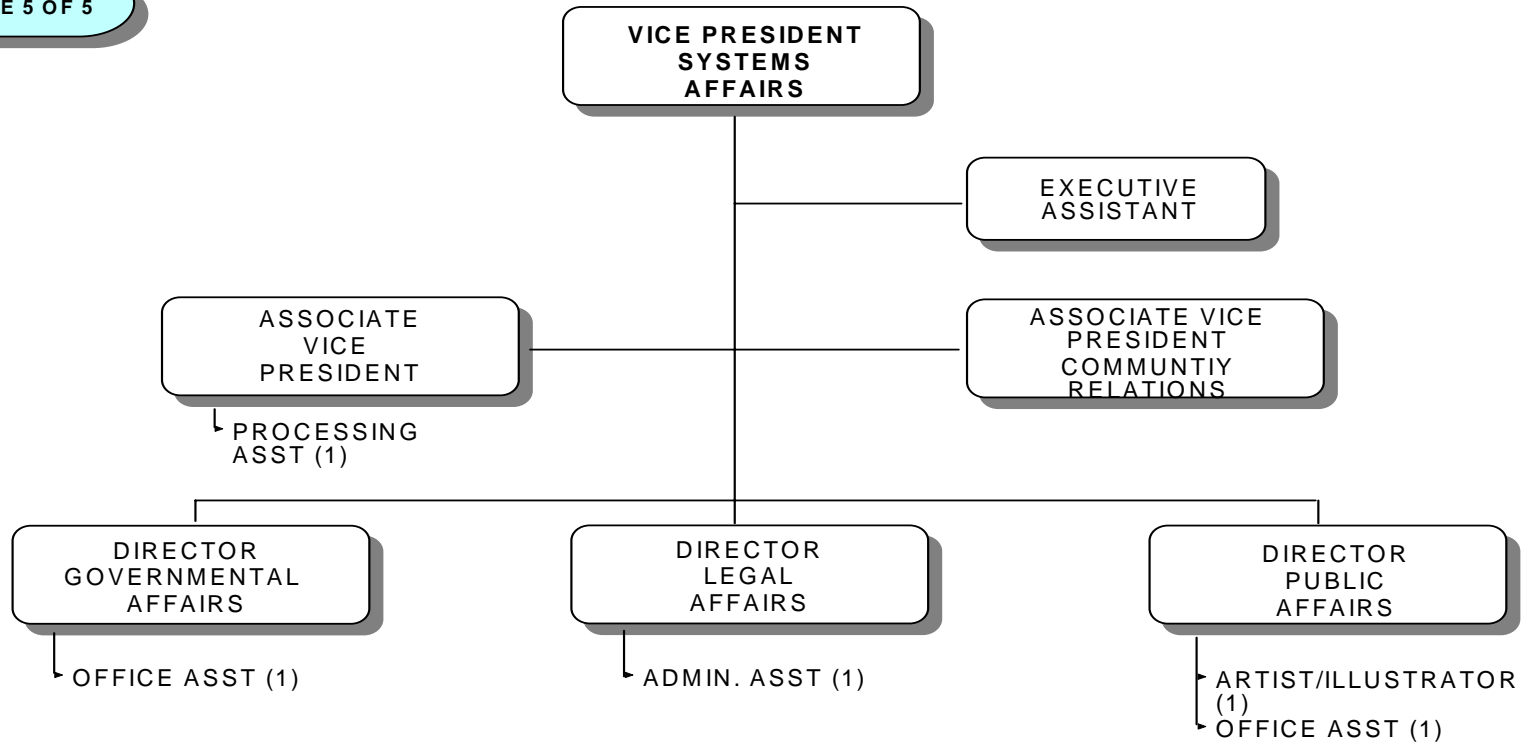 E 5 OF 5
VICE PRESIDENT
SYSTEMS
AFFAIRS
EXECUTIVE
ASSISTANT
ASSOCIATE
VICE
PRESIDENT
ASSOCIATE VICE
PRESIDENT
COMMUNTIY
RELATIONS
PROCESSING
ASST (1)
DIRECTOR
GOVERNMENTAL
AFFAIRS
DIRECTOR
LEGAL
AFFAIRS
DIRECTOR
PUBLIC
AFFAIRS
OFFICE ASST (1)
ADMIN. ASST (1)
ARTIST/ILLUSTRATOR
(1)
OFFICE ASST (1)